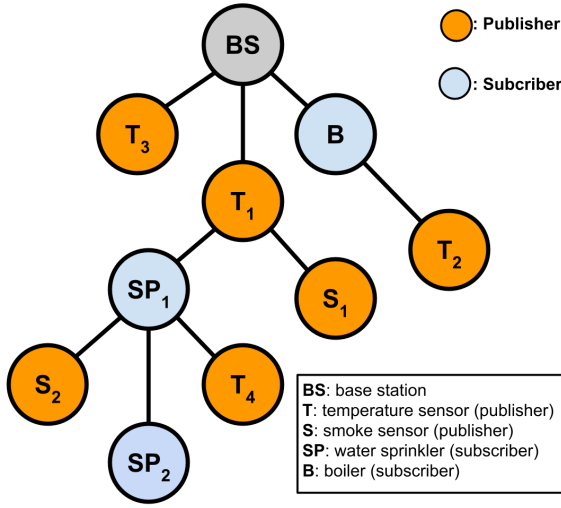 BS
: Publisher
: Subcriber
T3
B
T1
T2
SP1
S1
S2
T4
SP2
BS: base station
T: temperature sensor (publisher)
S: smoke sensor (publisher)
SP: water sprinkler (subscriber)
B: boiler (subscriber)